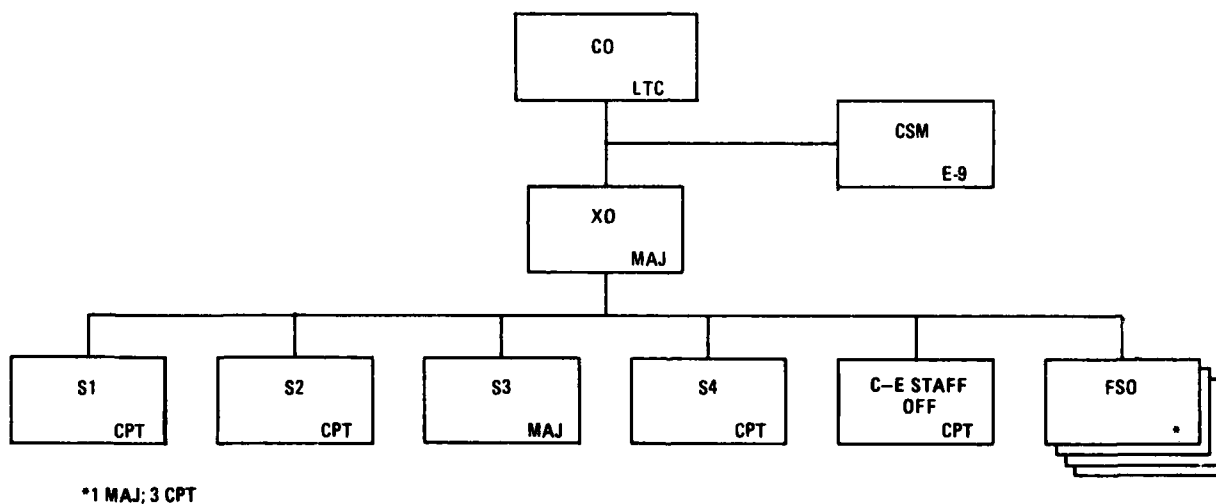 CO
LTC
CSM
E-9
XO
MAJ
S1
CPT
S2
CPT
S3
MAJ
S4
CPT
C–E STAFF
OFF
CPT
FSO
*
*1 MAJ; 3 CPT